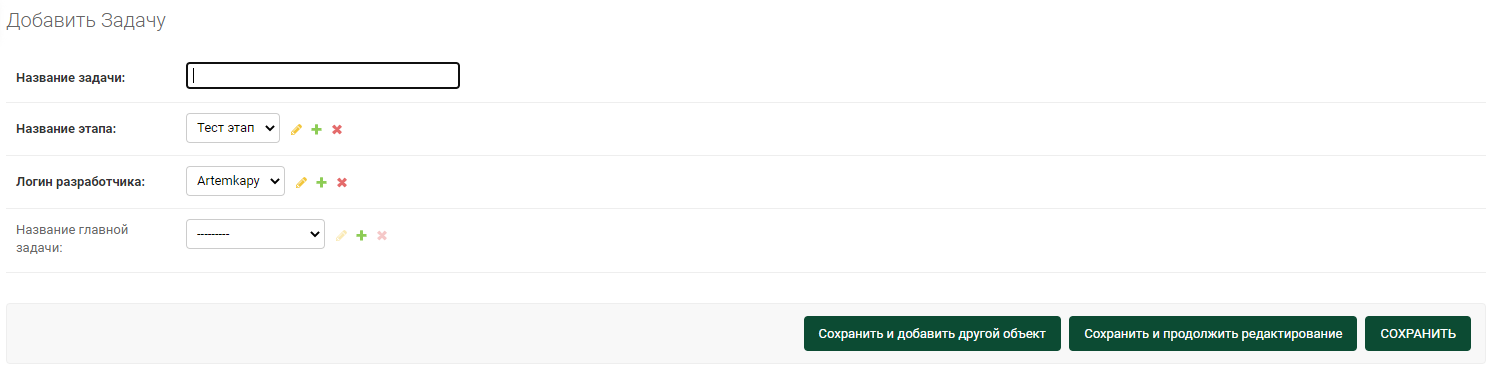 Добавить Задачу
Название задачи:
Название этапа: Тест этап
Логин разработчика: Artemkapy
Название главной
задачи: ---------
Сохранить и добавить другой объект Сохранить и продолжить редактирование СОХРАНИТЬ